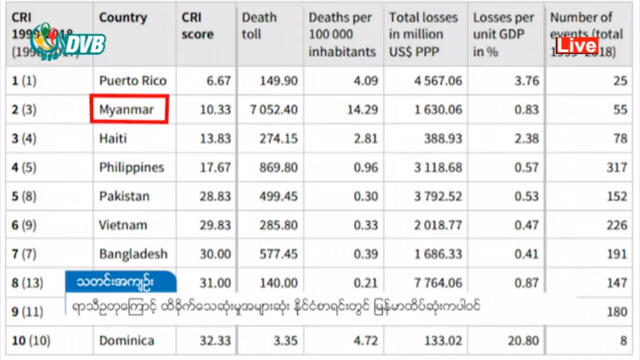 CRI 1999-2018 Country CRI score Death toll Deaths per 100 000 inhabitants Total losses in million US$ PPP Losses per unit GDP in % Number of events (total 1999–2018)
DVB
Live
1 (1) Puerto Rico 6.67 149.90 4.09 4 567.06 3.76 25
2 (3) Myanmar 10.33 7 052.40 14.29 1 630.06 0.83 55
3 (4) Haiti 13.83 274.15 2.81 388.93 2.38 78
4 (5) Philippines 17.67 869.80 0.96 3 118.68 0.57 317
5 (8) Pakistan 28.83 499.45 0.30 3 792.52 0.53 152
6 (9) Vietnam 29.83 285.80 0.33 2 018.77 0.47 226
7 (7) Bangladesh 30.00 577.45 0.39 1 686.33 0.41 191
8 (13) 31.00 140.00 0.21 7 764.06 0.87 147
သတင်းအကျဉ်း
9 (11) 180
ရာသီဥတုကြောင့် ထိခိုက်သေဆုံးမှုအများဆုံး နိုင်ငံစာရင်းတွင် မြန်မာထိပ်ဆုံးကပါဝင်
10 (10) Dominica 32.33 3.35 4.72 133.02 20.80 8